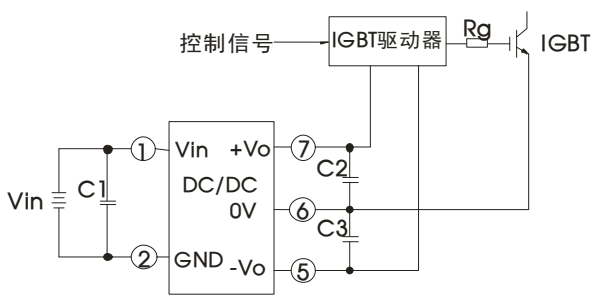 控制信号
IGBT驱动器
Rg
IGBT
1
Vin
+Vo
7
C2
Vin
C1
DC/DC
0V
6
C3
2
GND
-Vo
5